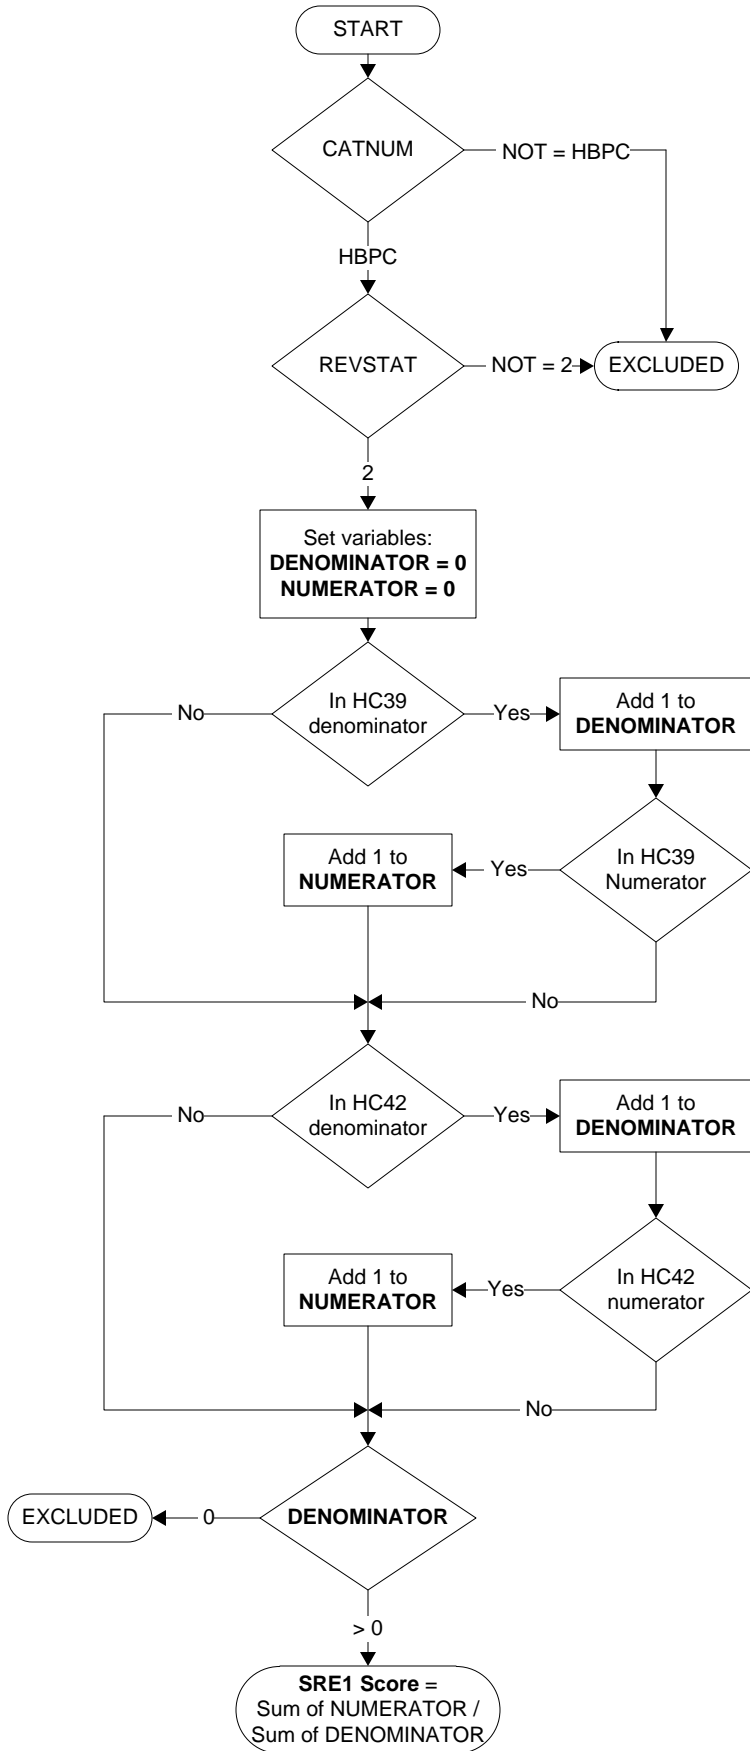 START
CATNUM
NOT = HBPC
HBPC
REVSTAT
NOT = 2
EXCLUDED
2
Set variables:
DENOMINATOR = 0
NUMERATOR = 0
In HC39
denominator
No
Yes
Add 1 to
DENOMINATOR
In HC39
Numerator
Yes
Add 1 to
NUMERATOR
No
In HC42
denominator
No
Yes
Add 1 to
DENOMINATOR
In HC42
numerator
Yes
Add 1 to
NUMERATOR
No
DENOMINATOR
0
EXCLUDED
> 0
SRE1 Score =
Sum of NUMERATOR /
Sum of DENOMINATOR